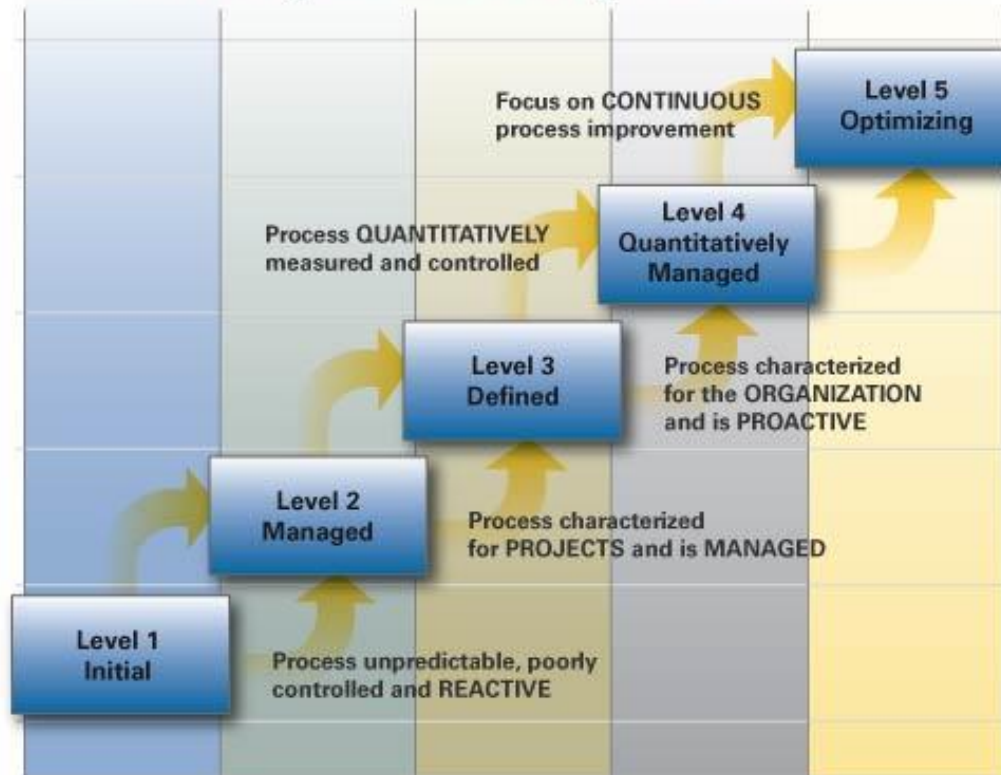 Focus on CONTINUOUS
process improvement
Level 5
Optimizing
Process QUANTITATIVELY
measured and controlled
Level 4
Quantitatively
Managed
Level 3
Defined
Process characterized
for the ORGANIZATION
and is PROACTIVE
Level 2
Managed
Process characterized
for PROJECTS and is MANAGED
Level 1
Initial
Process unpredictable, poorly
controlled and REACTIVE